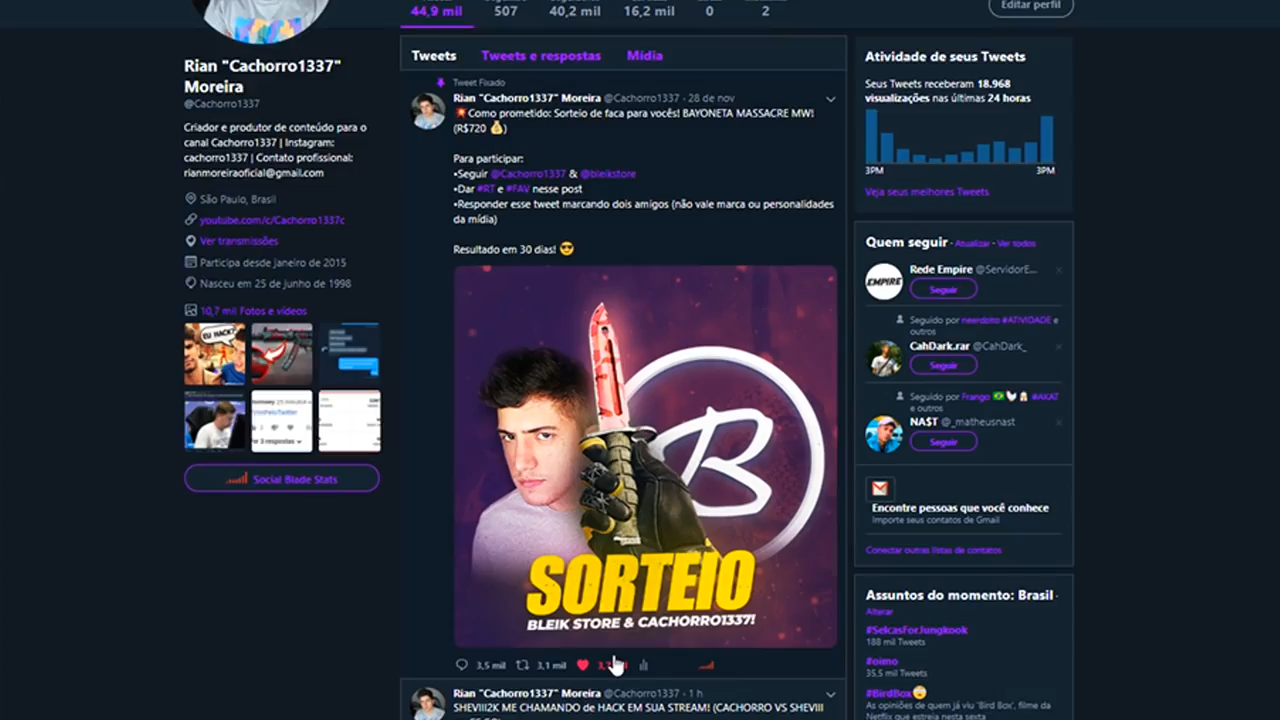 44,9 mil
507
40,2 mil
16,2 mil
0
2
Editar perfil
Rian "Cachorro1337"
Moreira
@Cachorro1337
Criador e produtor de conteúdo para o
canal Cachorro1337 | Instagram:
cachorro1337 | Contato profissional:
rianmoreiraoficial@gmail.com
São Paulo, Brasil
youtube.com/c/Cachorro1337c
Ver transmissões
Participa desde janeiro de 2015
Nasceu em 25 de junho de 1998
10,7 mil Fotos e vídeos
EU HACK?
Social Blade Stats
Tweets
Tweets e respostas
Mídia
Tweet Fixado
Rian "Cachorro1337" Moreira @Cachorro1337 · 28 de nov
💥Como prometido: Sorteio de faca para vocês! BAYONETA MASSACRE MW!
(R$720 💰)
Para participar:
•Seguir @Cachorro1337 & @bleikstore
•Dar #RT e #FAV nesse post
•Responder esse tweet marcando dois amigos (não vale marca ou personalidades
da mídia)
Resultado em 30 dias! 😎
B
SORTEIO
BLEIK STORE & CACHORRO1337!
3,5 mil
3,1 mil
Rian "Cachorro1337" Moreira @Cachorro1337 · 1 h
SHEVIII2K ME CHAMANDO de HACK EM SUA STREAM! (CACHORRO VS SHEVIII
Atividade de seus Tweets
Seus Tweets receberam 18.968
visualizações nas últimas 24 horas
3PM
3PM
Veja seus melhores Tweets
Quem seguir · Atualizar · Ver todos
Rede Empire @ServidorE...
EMPIRE
Seguir
Seguido por neerdoito #ATIVIDADE e
outros
CahDark.rar @CahDark_
Seguir
Seguido por Frango 🇧🇷 #AKAT
e outros
NA$T @_matheusnast
Seguir
Encontre pessoas que você conhece
Importe seus contatos de Gmail
Conectar outras listas de contatos
Assuntos do momento: Brasil ·
Alterar
#SelcasForJungkook
188 mil Tweets
#oimo
35.5 mil Tweets
#BirdBox
As opiniões de quem já viu 'Bird Box', filme da
Netflix que estreia nesta sexta